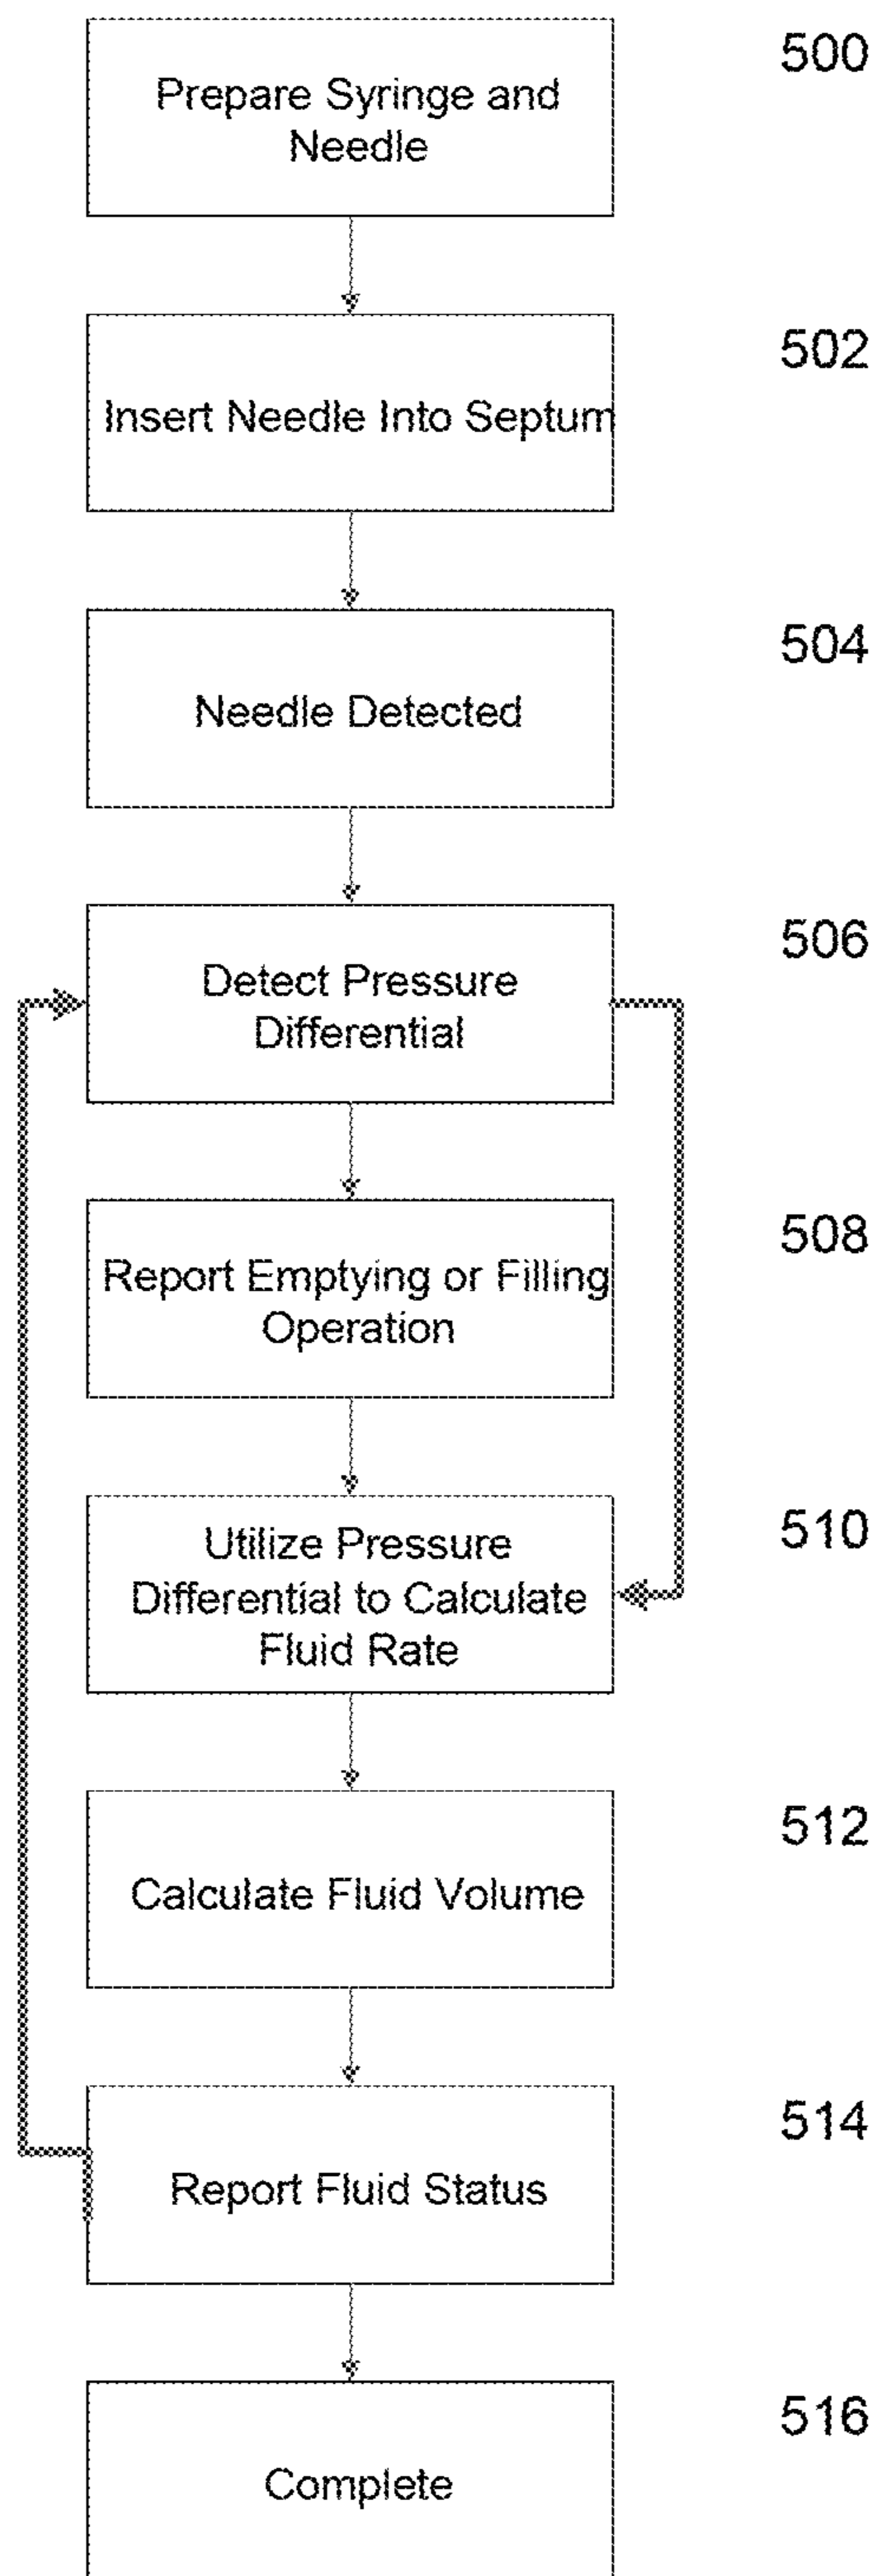 500
Prepare Syringe and
Needle
502
Insert Needle Into Septum
504
Needle Detected
506
Detect Pressure
Differential
508
Report Emptying or Filling
Operation
510
Utilize Pressure
Differential to Calculate
Fluid Rate
512
Calculate Fluid Volume
514
Report Fluid Status
516
Complete